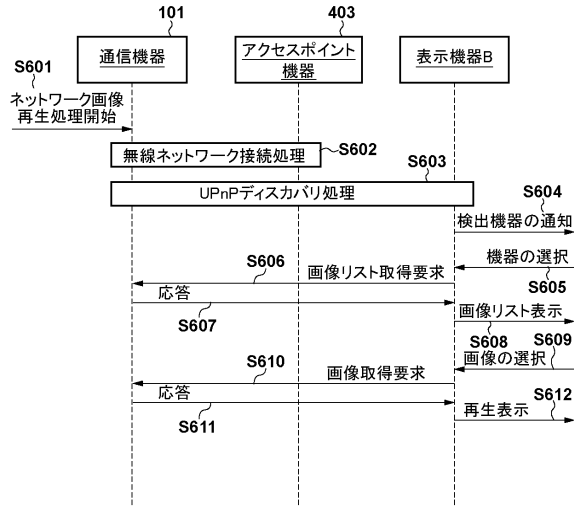 101
403
通信機器
アクセスポイント
機器
表示機器B
S601
ネットワーク画像
再生処理開始
無線ネットワーク接続処理
S602
S603
UPnPディスカバリ処理
S604
検出機器の通知
機器の選択
S605
S606
画像リスト取得要求
応答
S607
画像リスト表示
S608
S609
画像の選択
S610
画像取得要求
応答
S611
S612
再生表示